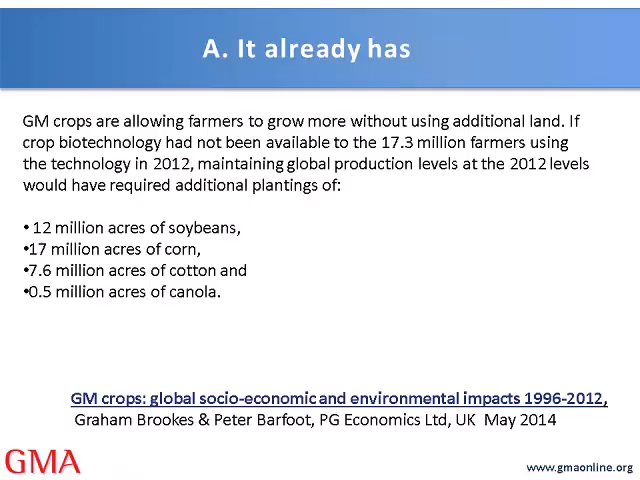 A. It already has
GM crops are allowing farmers to grow more without using additional land. If
crop biotechnology had not been available to the 17.3 million farmers using
the technology in 2012, maintaining global production levels at the 2012 levels
would have required additional plantings of:
• 12 million acres of soybeans,
•17 million acres of corn,
•7.6 million acres of cotton and
•0.5 million acres of canola.
GM crops: global socio-economic and environmental impacts 1996-2012,
Graham Brookes & Peter Barfoot, PG Economics Ltd, UK May 2014
GMA
www.gmaonline.org